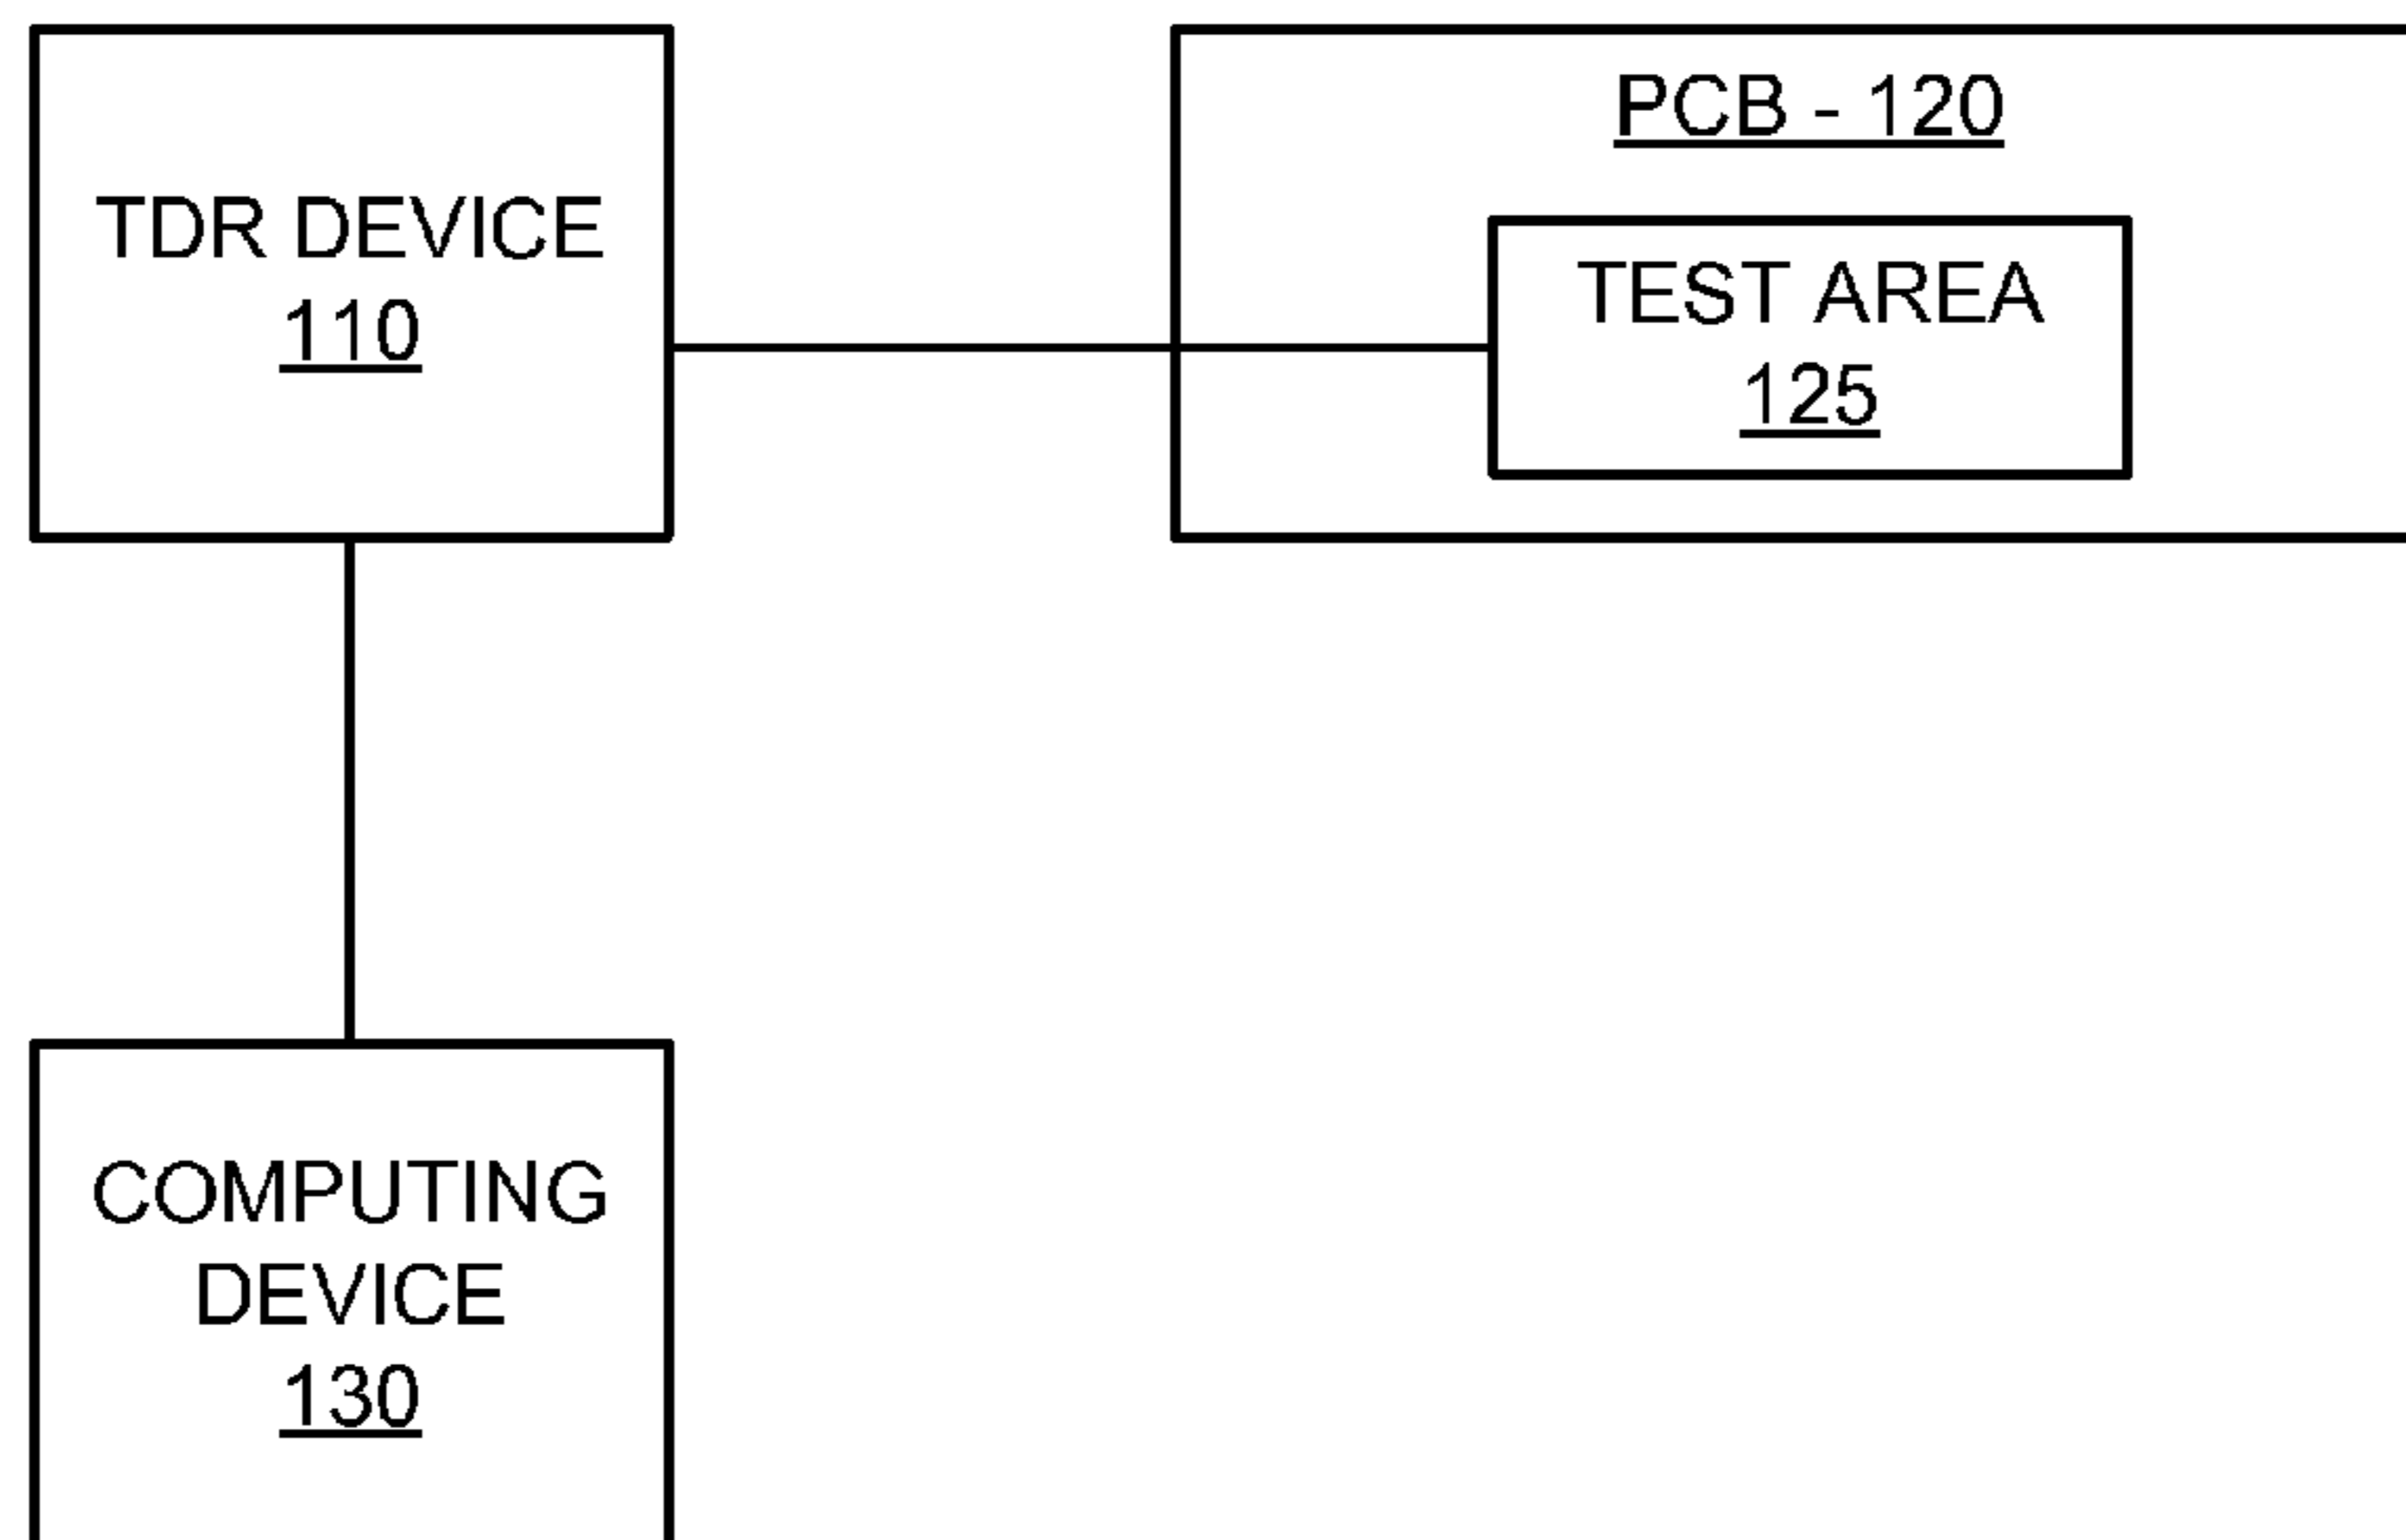 TDR DEVICE
110
PCB - 120
TEST AREA
125
COMPUTING
DEVICE
130